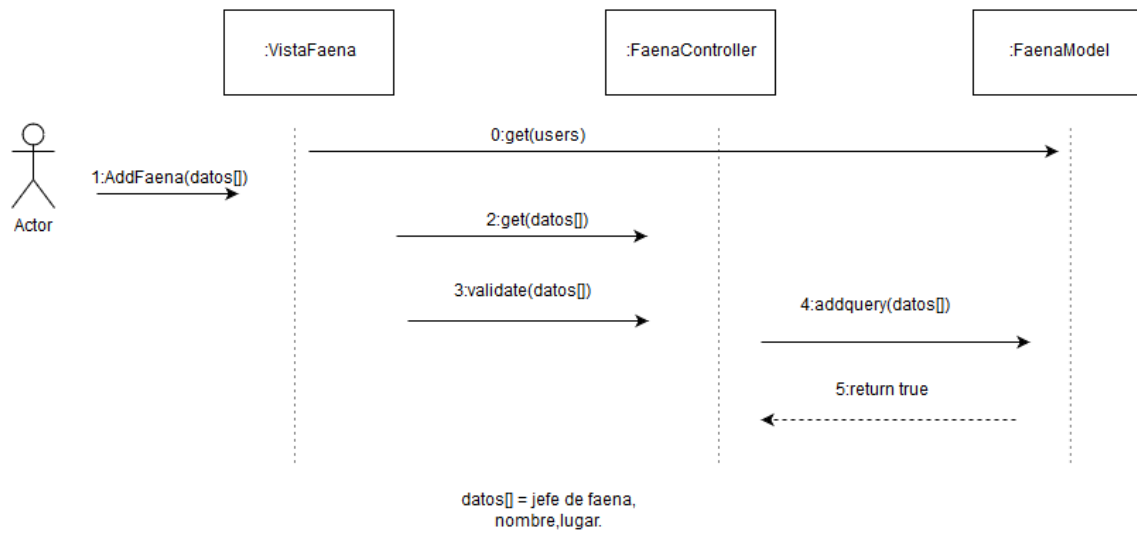 :VistaFaena
:FaenaController
:FaenaModel
0:get(users)
1:AddFaena(datos[])
Actor
2:get(datos[])
3:validate(datos[])
4:addquery(datos[])
5:return true
datos[] = jefe de faena,
nombre,lugar.